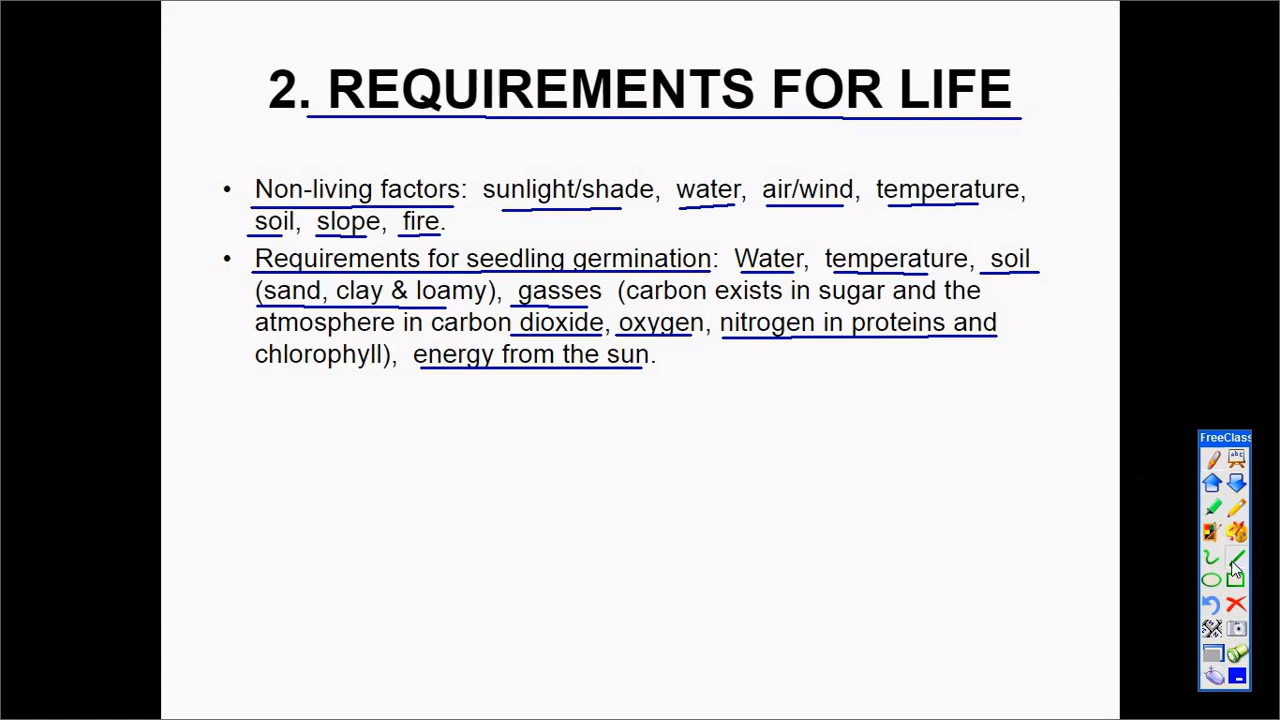 2. REQUIREMENTS FOR LIFE
• Non-living factors: sunlight/shade, water, air/wind, temperature,
soil, slope, fire.
• Requirements for seedling germination: Water, temperature, soil
(sand, clay & loamy), gasses (carbon exists in sugar and the
atmosphere in carbon dioxide, oxygen, nitrogen in proteins and
chlorophyll), energy from the sun.
FreeClass
abc